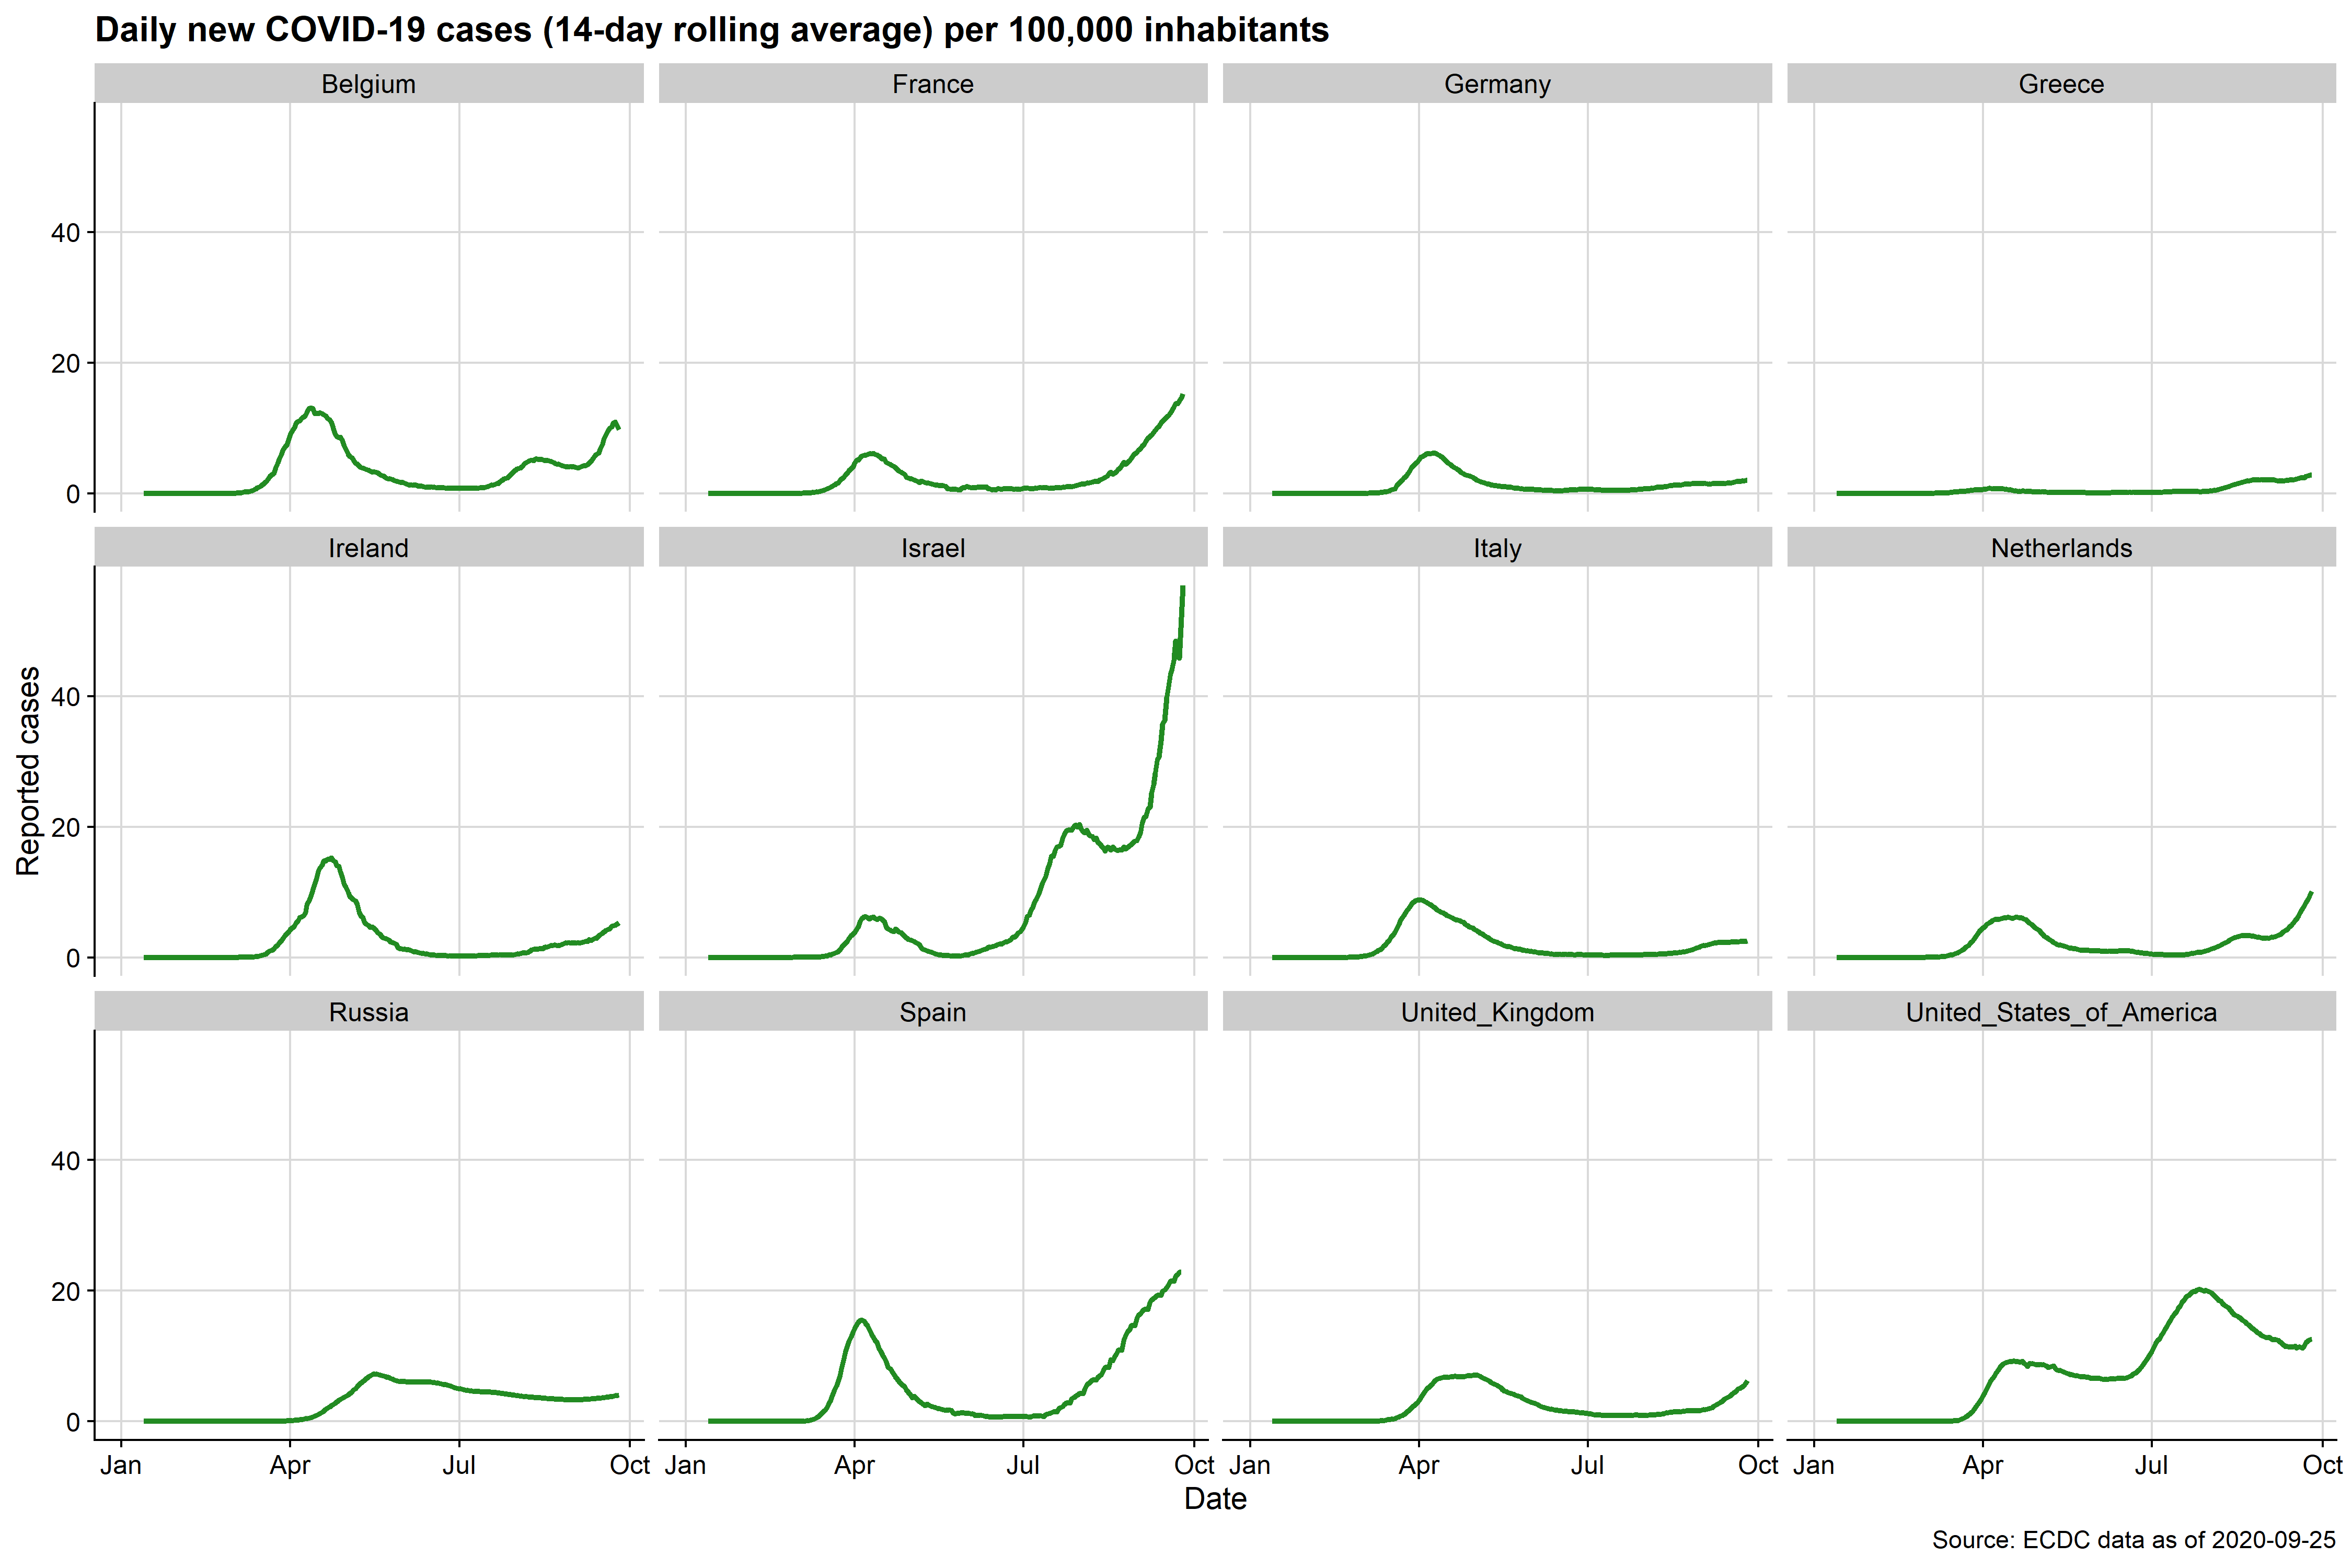 Daily new COVID-19 cases (14-day rolling average) per 100,000 inhabitants
Belgium France Germany Greece
40
20
0
Ireland Israel Italy Netherlands
Reported cases
40
20
0
Russia Spain United_Kingdom United_States_of_America
40
20
0
Jan Apr Jul Oct Jan Apr Jul Oct Jan Apr Jul Oct Jan Apr Jul Oct
Date
Source: ECDC data as of 2020-09-25